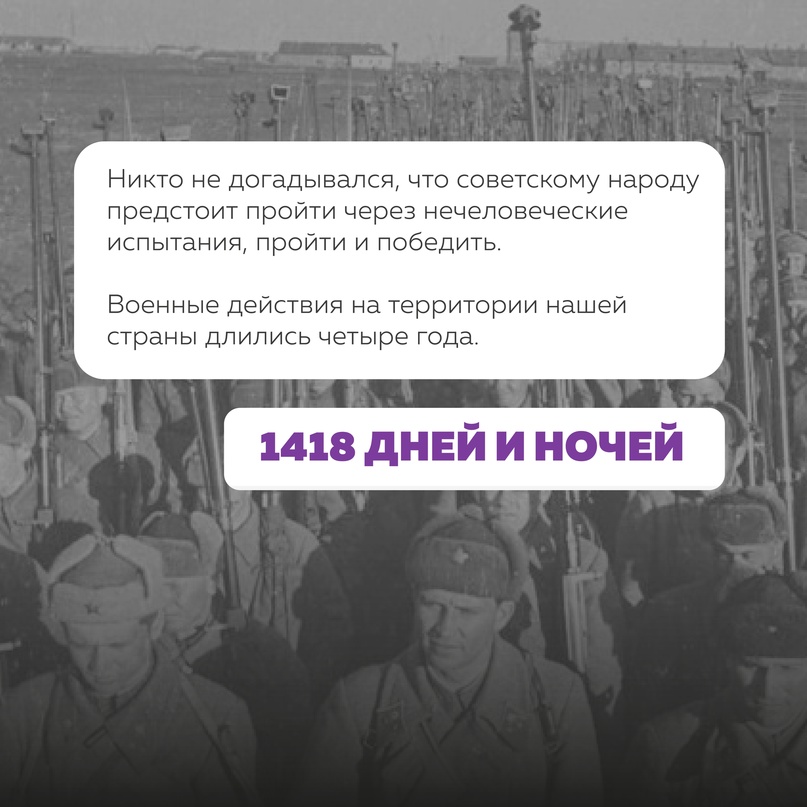 Никто не догадывался, что советскому народу
предстоит пройти через нечеловеческие
испытания, пройти и победить.
Военные действия на территории нашей
страны длились четыре года.
1418 ДНЕЙ И НОЧЕЙ